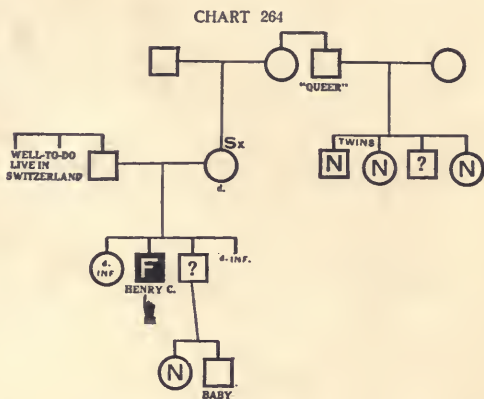 CHART 264
"QUEER"
Sx
d.
WELL-TO-DO
LIVE IN
SWITZERLAND
TWINS
N
N
?
N
d.
INF
F
?
d. INF.
HENRY C.
N
BABY